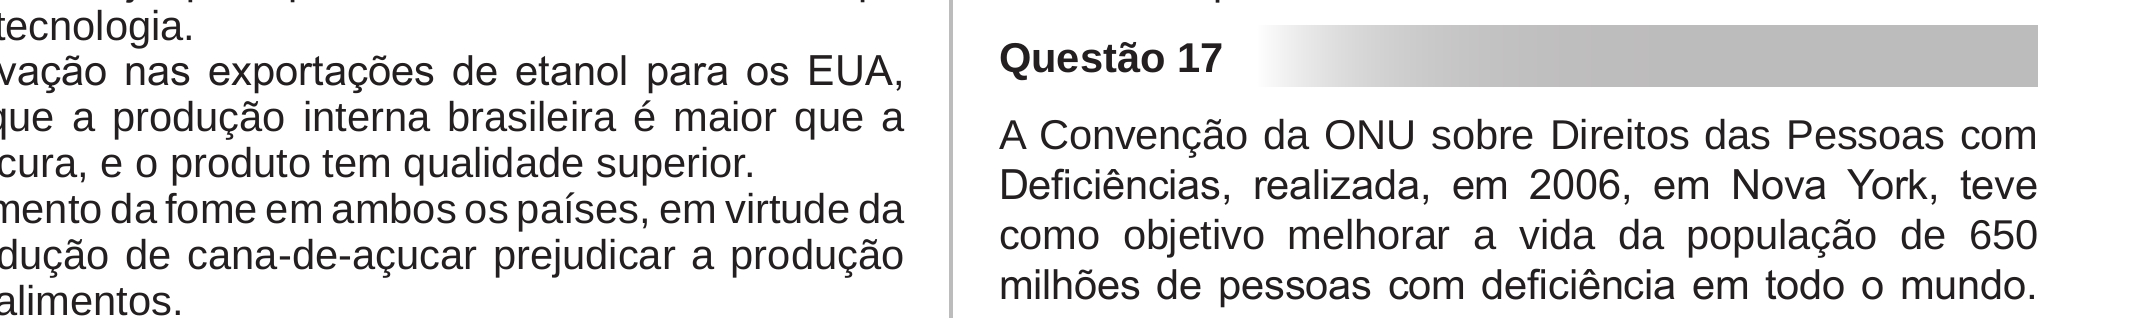 tecnologia.
vação nas exportações de etanol para os EUA,
que a produção interna brasileira é maior que a
cura, e o produto tem qualidade superior.
mento da fome em ambos os países, em virtude da
dução de cana-de-açucar prejudicar a produção
alimentos.
Questão 17
A Convenção da ONU sobre Direitos das Pessoas com
Deficiências, realizada, em 2006, em Nova York, teve
como objetivo melhorar a vida da população de 650
milhões de pessoas com deficiência em todo o mundo.